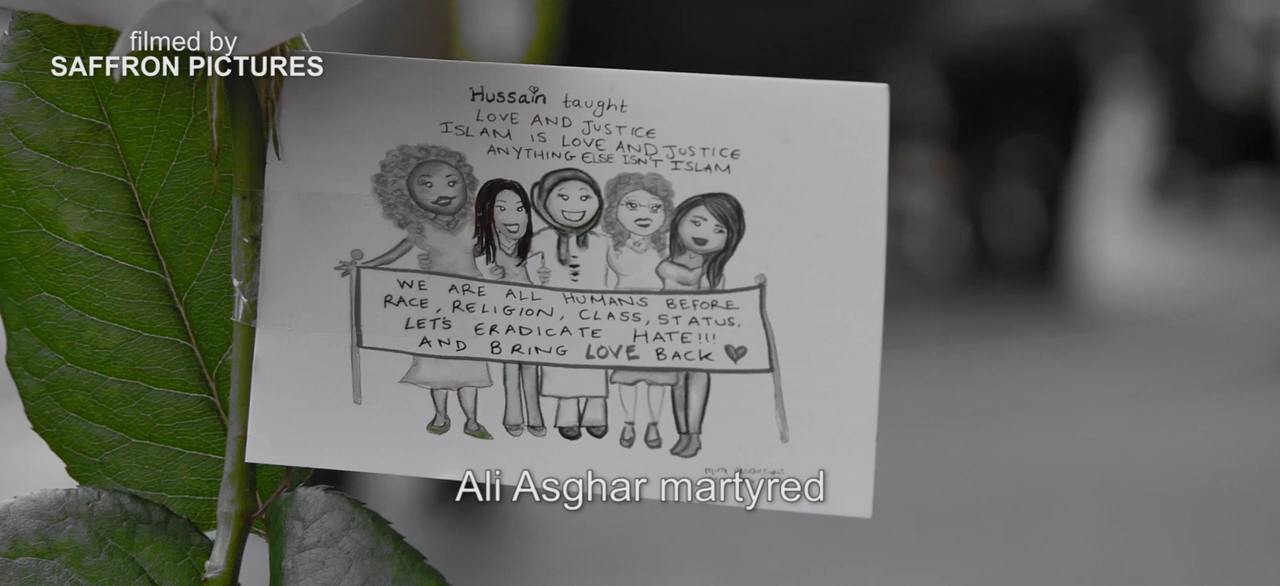 filmed by
SAFFRON PICTURES
Hussain taught
LOVE AND JUSTICE
ISLAM IS LOVE AND JUSTICE
ANYTHING ELSE ISN'T ISLAM
WE ARE ALL HUMANS BEFORE
RACE, RELIGION, CLASS, STATUS.
LET'S ERADICATE HATE!!!
AND BRING LOVE BACK
Ali Asghar martyred